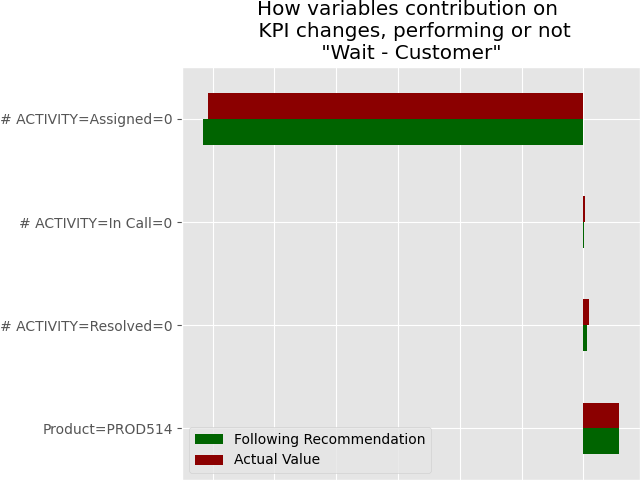 How variables contribution on
KPI changes, performing or not
"Wait - Customer"
# ACTIVITY=Assigned=0
# ACTIVITY=In Call=0
# ACTIVITY=Resolved=0
Product=PROD514
Following Recommendation
Actual Value